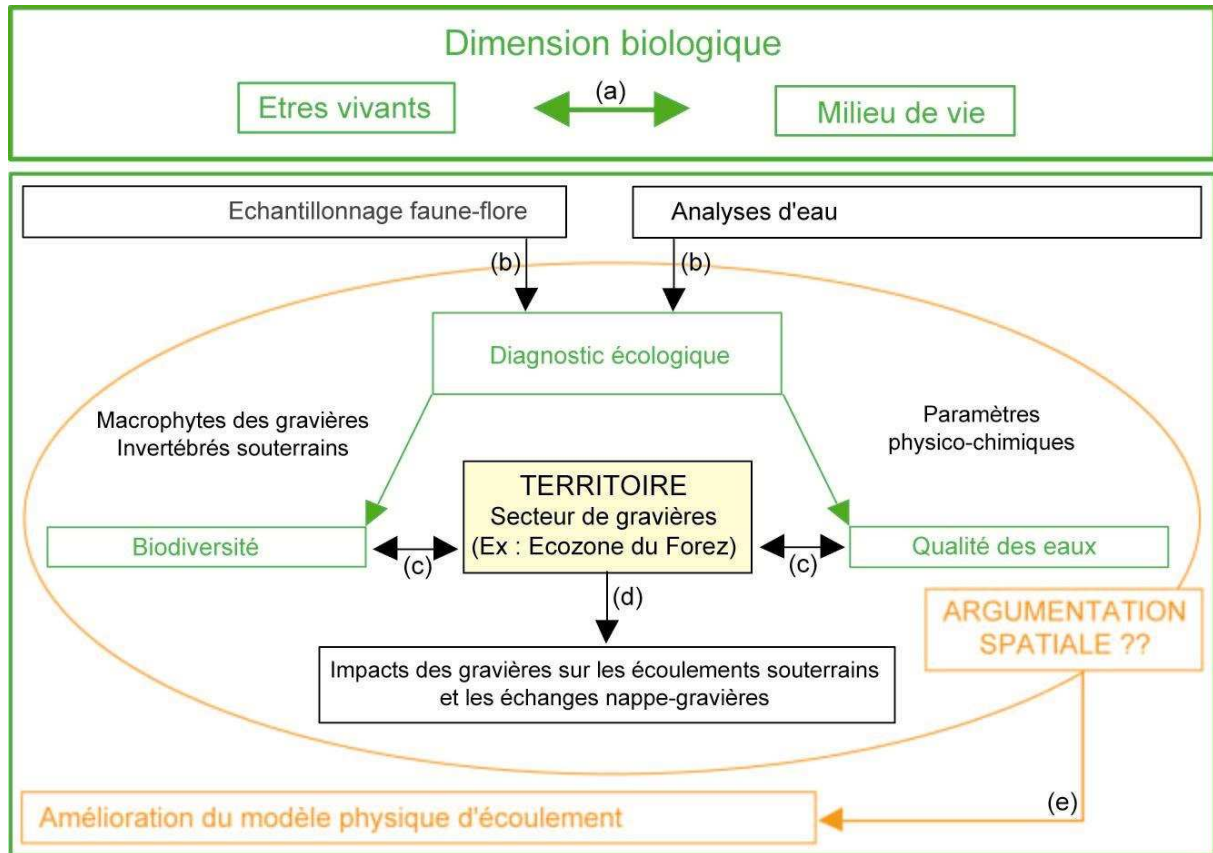 Dimension biologique
Etres vivants
(a)
Milieu de vie
Echantillonnage faune-flore
Analyses d'eau
(b)
(b)
Diagnostic écologique
Macrophytes des gravières
Invertébrés souterrains
Paramètres
physico-chimiques
TERRITOIRE
Secteur de gravières
(Ex : Ecozone du Forez)
Biodiversité
(c)
(c)
Qualité des eaux
(d)
ARGUMENTATION
SPATIALE ??
Impacts des gravières sur les écoulements souterrains
et les échanges nappe-gravières
(e)
Amélioration du modèle physique d'écoulement